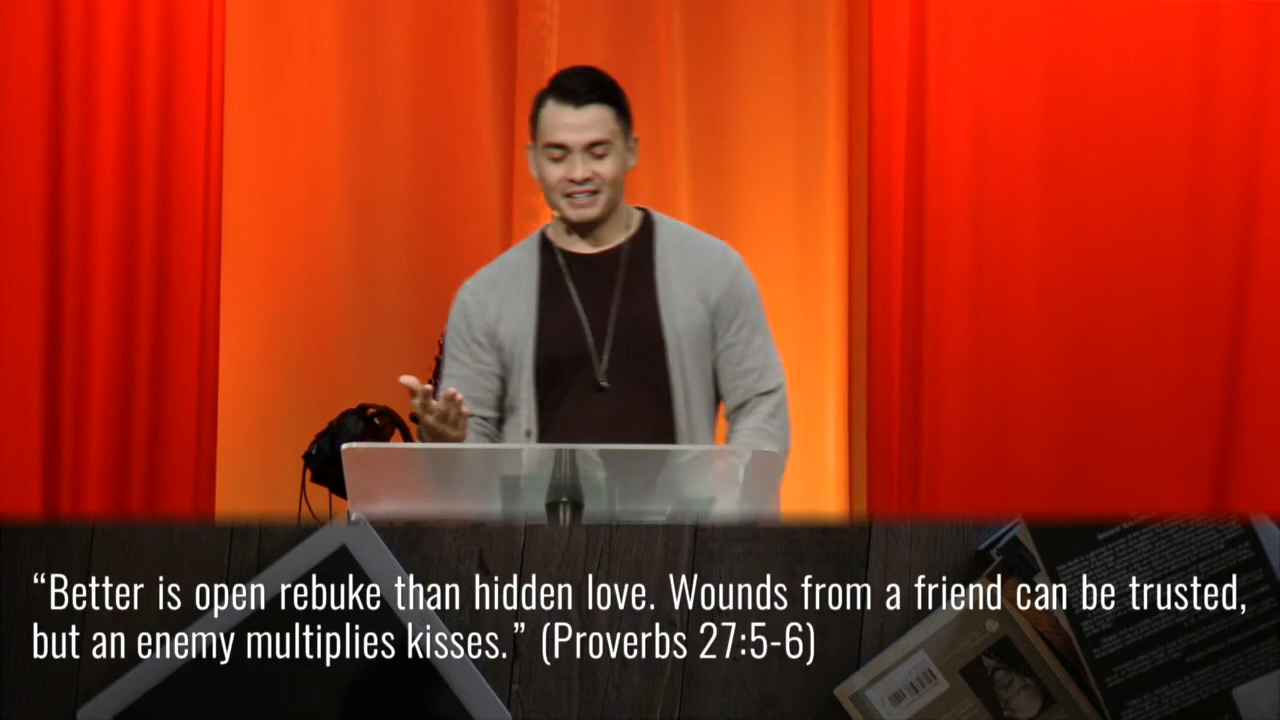 “Better is open rebuke than hidden love. Wounds from a friend can be trusted,
but an enemy multiplies kisses.” (Proverbs 27:5-6)